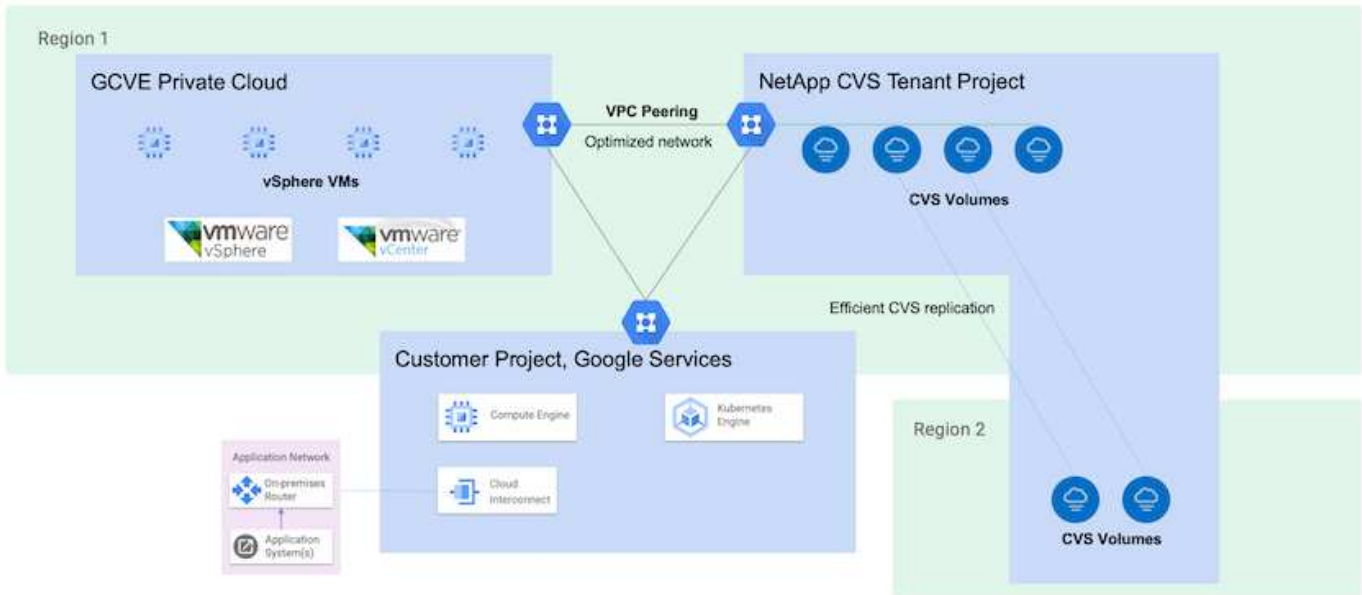 Region 1
GCVE Private Cloud
vSphere VMs
vmware
vSphere
vmware
vCenter
VPC Peering
Optimized network
NetApp CVS Tenant Project
CVS Volumes
Efficient CVS replication
Customer Project, Google Services
Compute Engine
Kubernetes
Engine
Cloud
Interconnect
Application Network
On-premises
Router
Application
System(s)
Region 2
CVS Volumes